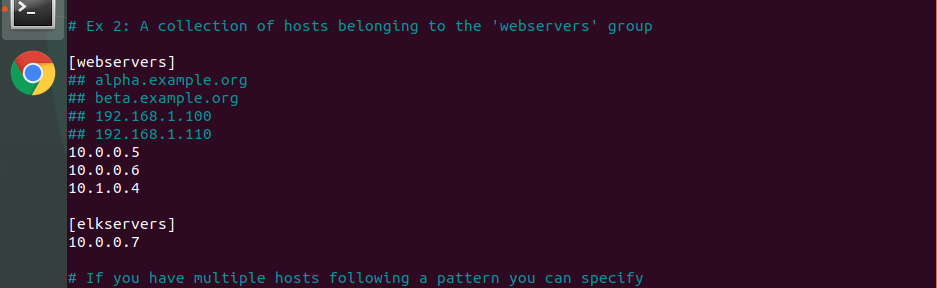 # Ex 2: A collection of hosts belonging to the 'webservers' group
[webservers]
## alpha.example.org
## beta.example.org
## 192.168.1.100
## 192.168.1.110
10.0.0.5
10.0.0.6
10.1.0.4
[elkservers]
10.0.0.7
# If you have multiple hosts following a pattern you can specify